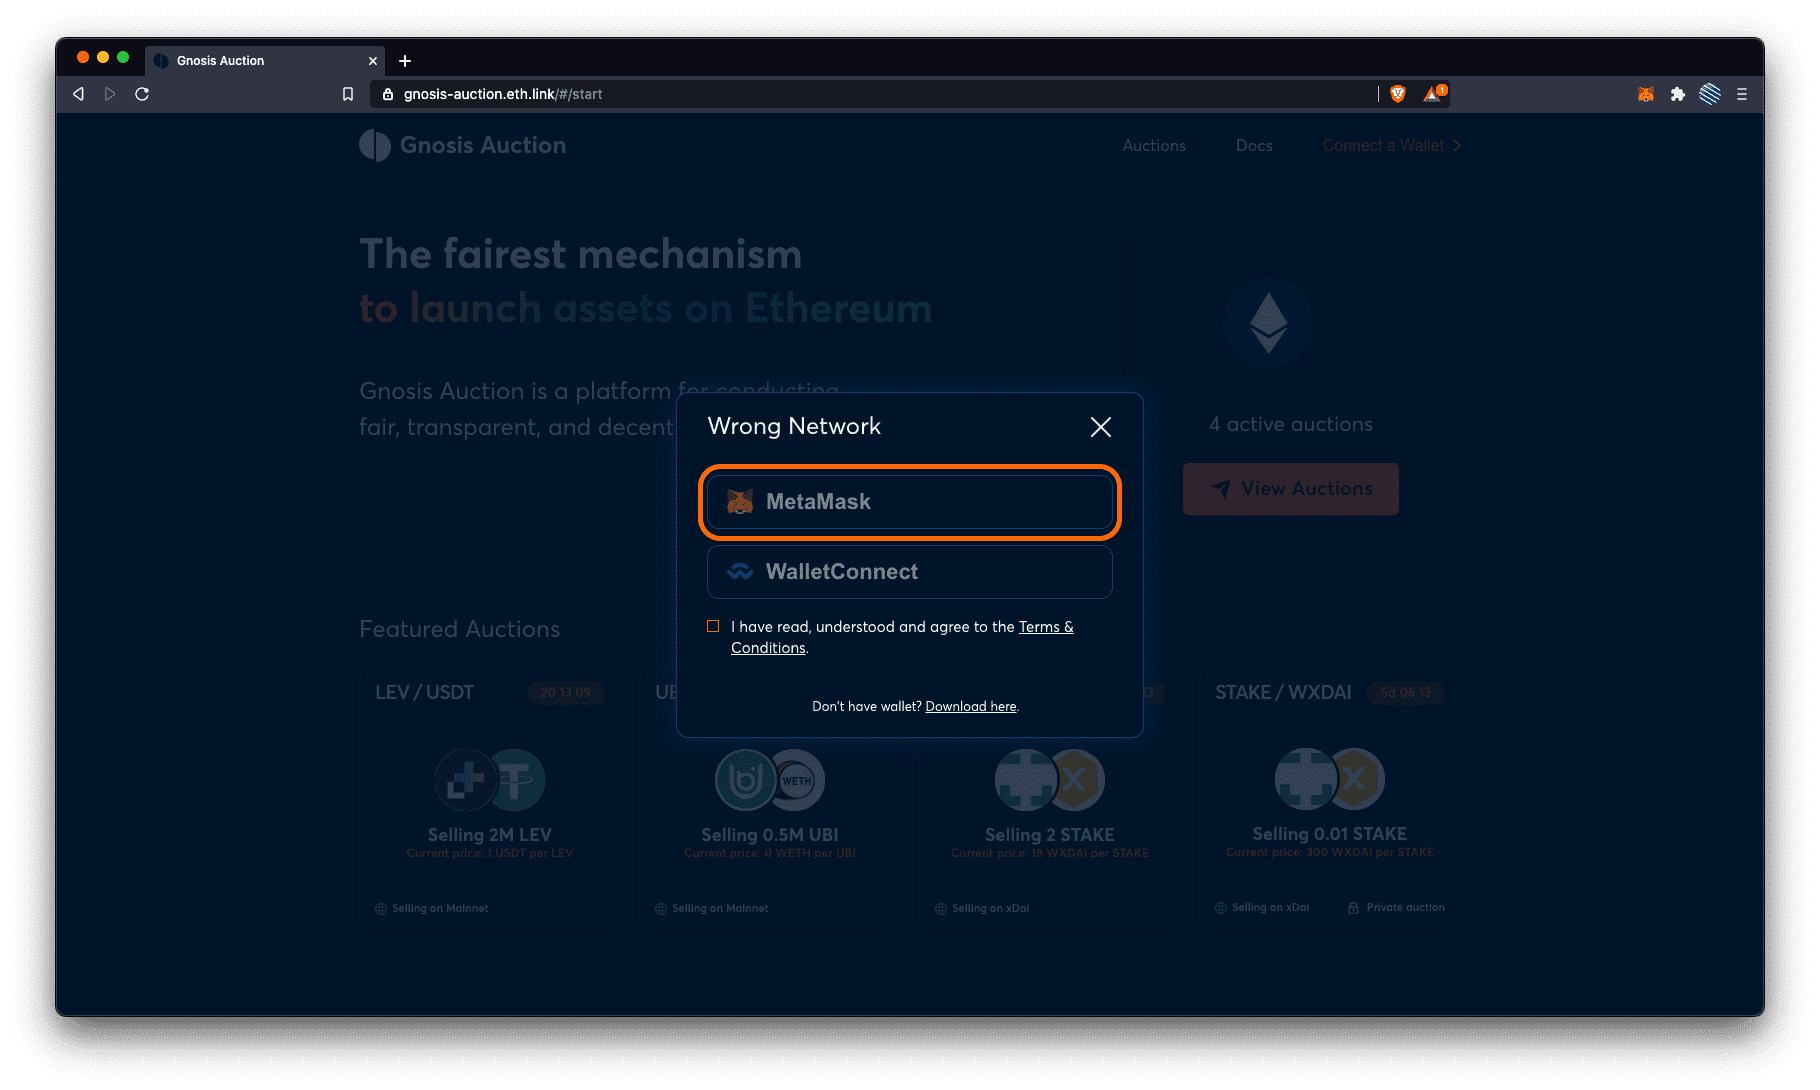 Gnosis Auction
gnosis-auction.eth.link/#/start
1
Gnosis Auction
Auctions
Docs
Connect a Wallet
The fairest mechanism
to launch assets on Ethereum
Gnosis Auction is a platform for conducting
fair, transparent, and decent
4 active auctions
View Auctions
Wrong Network
MetaMask
WalletConnect
I have read, understood and agree to the Terms &
Conditions.
Don't have wallet? Download here.
Featured Auctions
LEV / USDT
20 13 09
Selling 2M LEV
Current price: 1 USDT per LEV
Selling on Mainnet
UB
WETH
Selling 0.5M UBI
Current price: 0 WETH per UBI
Selling on Mainnet
13
Selling 2 STAKE
Current price: 18 WXDAI per STAKE
Selling on xDai
STAKE / WXDAI
5d 06 13
Selling 0.01 STAKE
Current price: 300 WXDAI per STAKE
Selling on xDai
Private auction